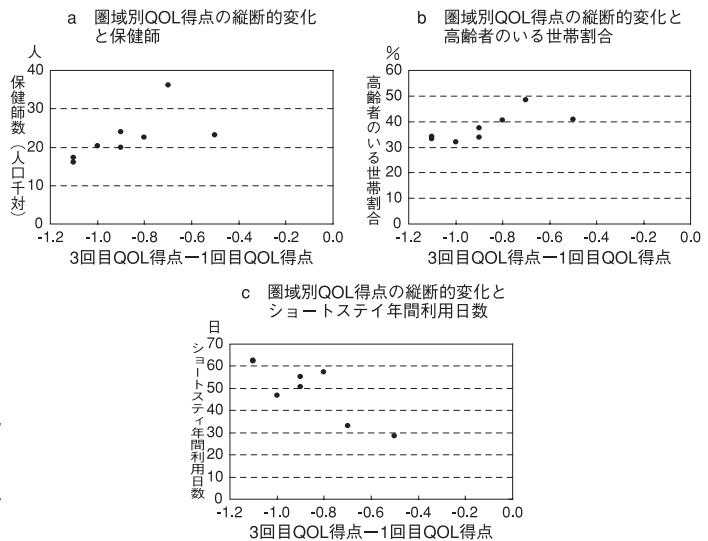 a 圏域別QOL得点の縦断的変化
と保健師
人
保健師数（人口千対）
40
30
20
10
0
-1.2 -1.0 -0.8 -0.6 -0.4 -0.2 0.0
3回目QOL得点ー1回目QOL得点
b 圏域別QOL得点の縦断的変化と
高齢者のいる世帯割合
%
高齢者のいる世帯割合
60
50
40
30
20
10
0
-1.2 -1.0 -0.8 -0.6 -0.4 -0.2 0.0
3回目QOL得点ー1回目QOL得点
c 圏域別QOL得点の縦断的変化と
ショートステイ年間利用日数
日
ショートスティ年間利用日数
70
60
50
40
30
20
10
0
-1.2 -1.0 -0.8 -0.6 -0.4 -0.2 0.0
3回目QOL得点ー1回目QOL得点